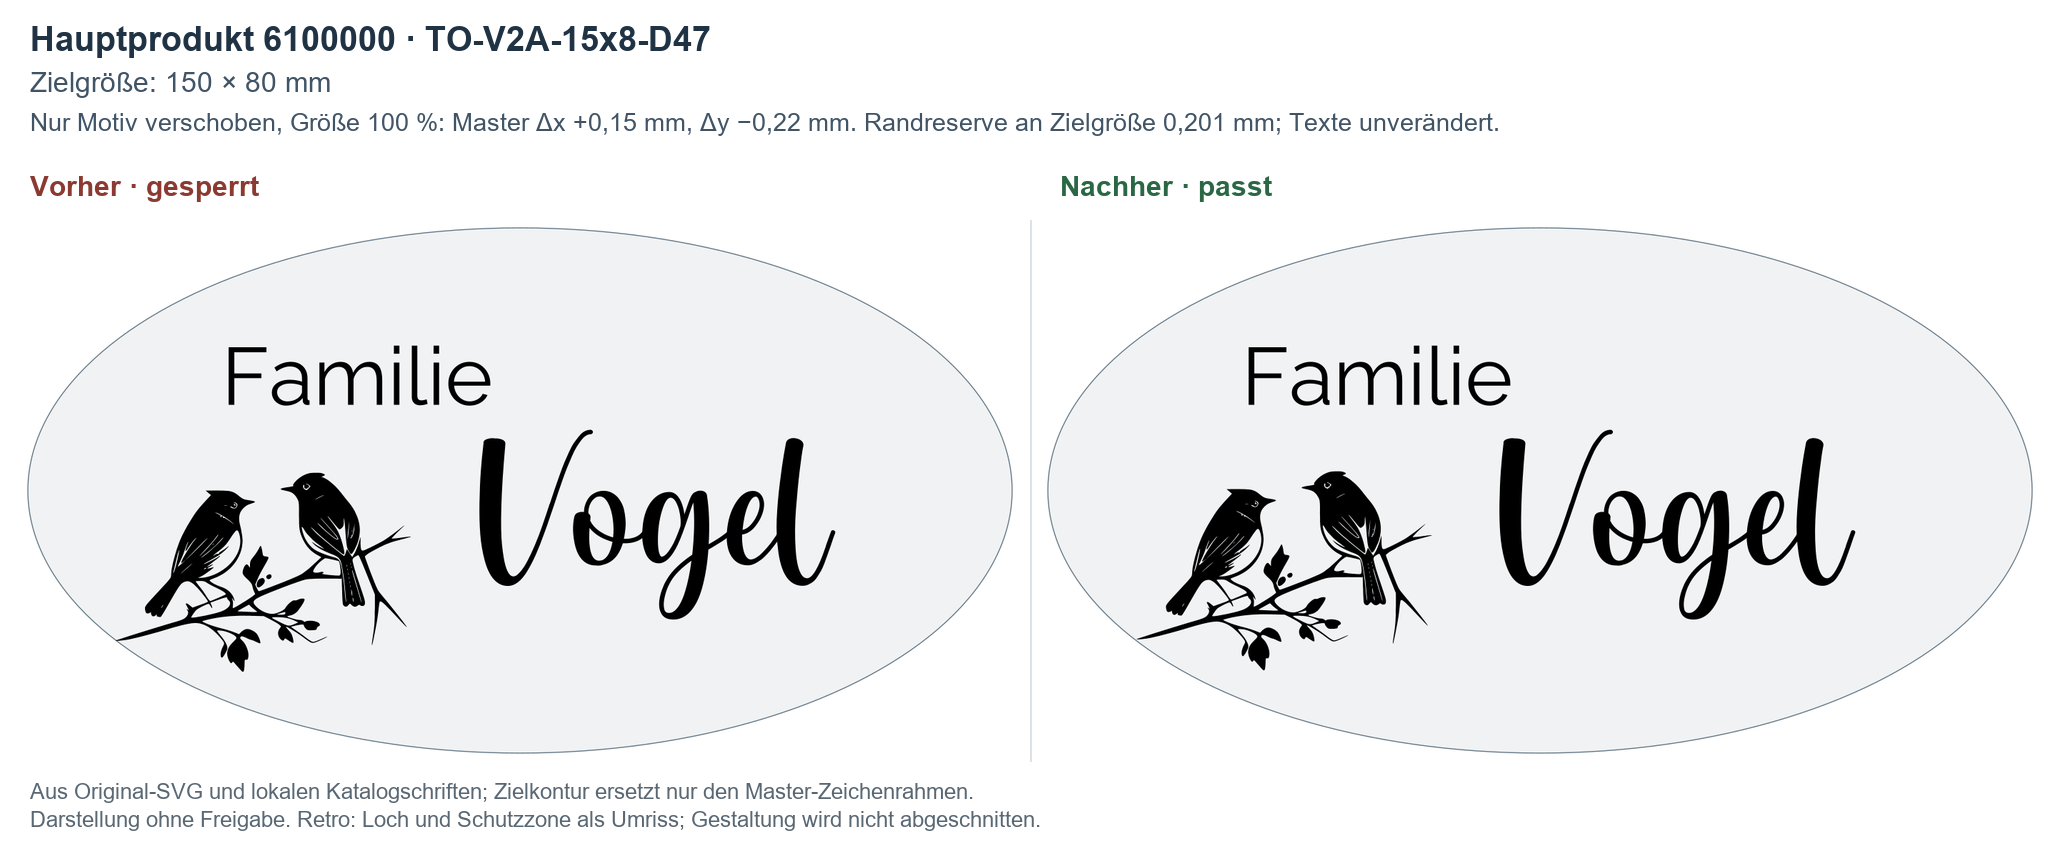 Hauptprodukt 6100000 · TO-V2A-15x8-D47
Zielgröße: 150 × 80 mm
Nur Motiv verschoben, Größe 100 %: Master Δx +0,15 mm, Δy −0,22 mm. Randreserve an Zielgröße 0,201 mm; Texte unverändert.
Vorher · gesperrt
Familie
Vogel
Nachher · passt
Familie
Vogel
Aus Original-SVG und lokalen Katalogschriften; Zielkontur ersetzt nur den Master-Zeichenrahmen.
Darstellung ohne Freigabe. Retro: Loch und Schutzzone als Umriss; Gestaltung wird nicht abgeschnitten.